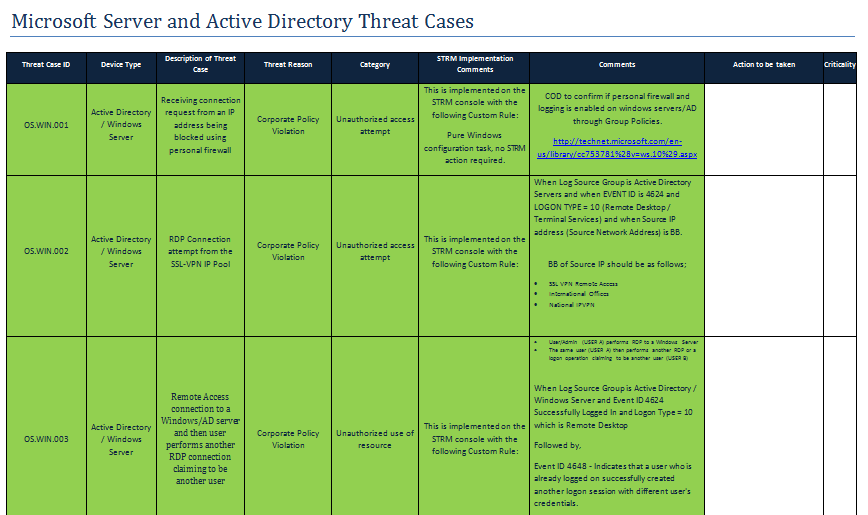 Microsoft Server and Active Directory Threat Cases
Threat Case ID
Device Type
Description of Threat
Case
Threat Reason
Category
STRM Implementation
Comments
Comments
Action to be taken
Criticality
OS.WIN.001
Active Directory
/ Windows
Server
Receiving connection
request from an IP
address being
blocked using
personal firewall
Corporate Policy
Violation
Unauthorized access
attempt
This is implemented on the
STRM console with the
following Custom Rule:
Pure Windows
configuration task, no STRM
action required.
COD to confirm if personal firewall and
logging is enabled on windows servers/AD
through Group Policies.
http://technet.microsoft.com/en-
us/library/cc753781%28v=ws.10%29.aspx
OS.WIN.002
Active Directory
/ Windows
Server
RDP Connection
attempt from the
SSL-VPN IP Pool
Corporate Policy
Violation
Unauthorized access
attempt
This is implemented on the
STRM console with the
following Custom Rule:
When Log Source Group is Active Directory
Servers and when EVENT ID is 4624 and
LOGON TYPE = 10 (Remote Desktop /
Terminal Services) and when Source IP
address (Source Network Address) is BB.
BB of Source IP should be as follows;
• SSL VPN Remote Access
• International Offices
• National IPVPN
OS.WIN.003
Active Directory
/ Windows
Server
Remote Access
connection to a
Windows/AD server
and then user
performs another
RDP connection
claiming to be
another user
Corporate Policy
Violation
Unauthorized use of
resource
This is implemented on the
STRM console with the
following Custom Rule:
• User/Admin (USER A) performs RDP to a Windows Server
• The same user (USER A) then performs another RDP or a
logon operation claiming to be another user (USER B)
When Log Source Group is Active Directory /
Windows Server and Event ID 4624
Successfully Logged In and Logon Type = 10
which is Remote Desktop
Followed by,
Event ID 4648 - Indicates that a user who is
already logged on successfully created
another logon session with different user's
credentials.